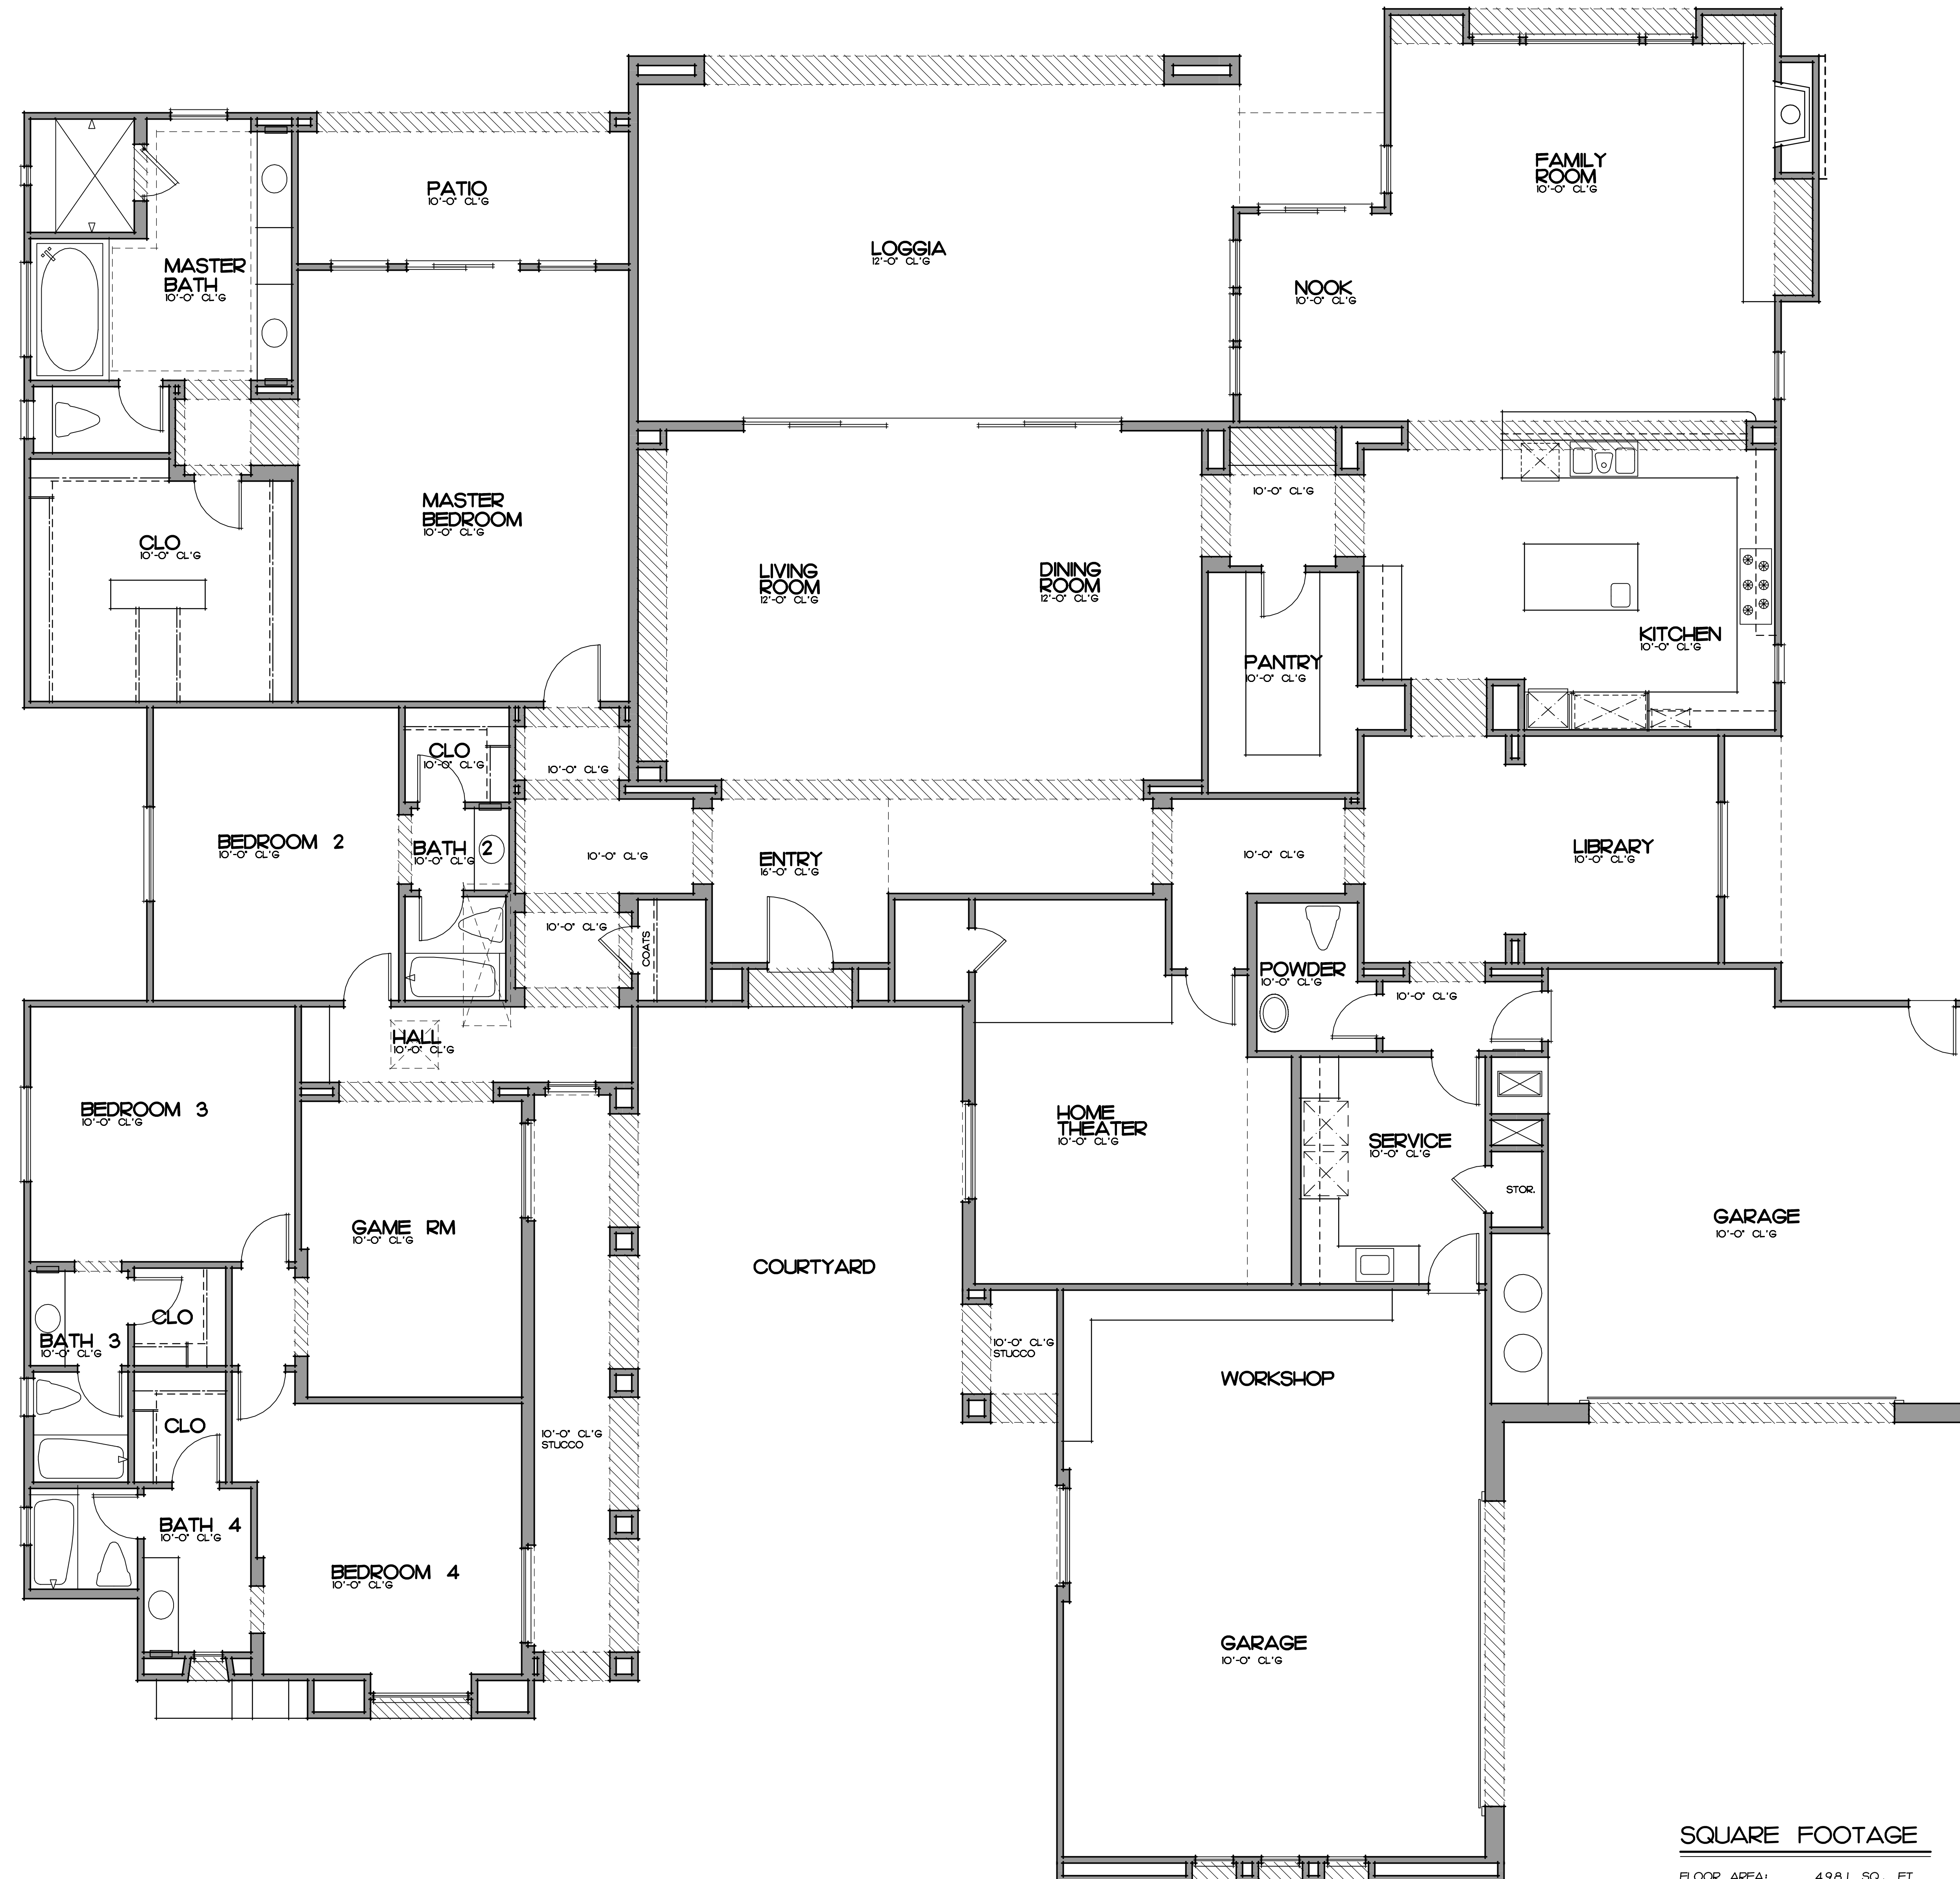 FAMILY
ROOM
10'-0" CL'G
PATIO
10'-0" CL'G
LOGGIA
12'-0" CL'G
MASTER
BATH
10'-0" CL'G
NOOK
10'-0" CL'G
MASTER
BEDROOM
10'-0" CL'G
10'-0" CL'G
CLO
10'-0" CL'G
LIVING
ROOM
12'-0" CL'G
DINING
ROOM
12'-0" CL'G
KITCHEN
10'-0" CL'G
PANTRY
10'-0" CL'G
CLO
10'-0" CL'G
10'-0" CL'G
BEDROOM 2
10'-0" CL'G
BATH 2
10'-0" CL'G
10'-0" CL'G
ENTRY
16'-0" CL'G
10'-0" CL'G
LIBRARY
10'-0" CL'G
10'-0" CL'G
COATS
POWDER
10'-0" CL'G
10'-0" CL'G
HALL
10'-0" CL'G
BEDROOM 3
10'-0" CL'G
HOME
THEATER
10'-0" CL'G
SERVICE
10'-0" CL'G
STOR.
GAME RM
10'-0" CL'G
GARAGE
10'-0" CL'G
COURTYARD
CLO
BATH 3
10'-0" CL'G
10'-0" CL'G
STUCCO
WORKSHOP
CLO
10'-0" CL'G
STUCCO
BATH 4
10'-0" CL'G
BEDROOM 4
10'-0" CL'G
GARAGE
10'-0" CL'G
SQUARE FOOTAGE
FLOOR AREA: 4981 SQ. FT.